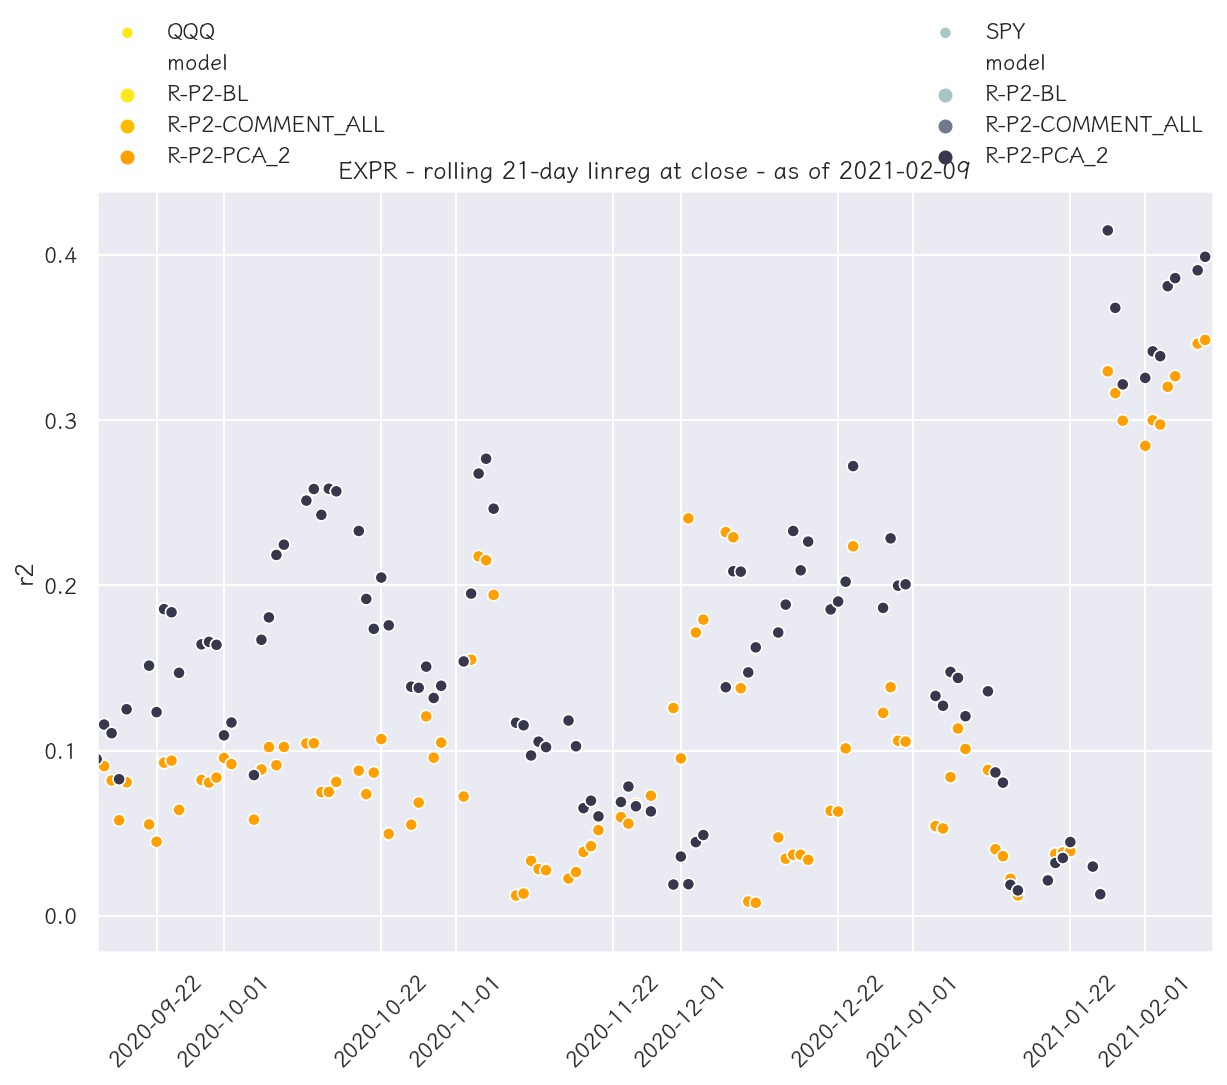 QQQ
model
R-P2-BL
R-P2-COMMENT_ALL
R-P2-PCA_2
SPY
model
R-P2-BL
R-P2-COMMENT_ALL
R-P2-PCA_2
EXPR - rolling 21-day linreg at close - as of 2021-02-09
r2
0.4
0.3
0.2
0.1
0.0
2020-09-22
2020-10-01
2020-10-22
2020-11-01
2020-11-22
2020-12-01
2020-12-22
2021-01-01
2021-01-22
2021-02-01